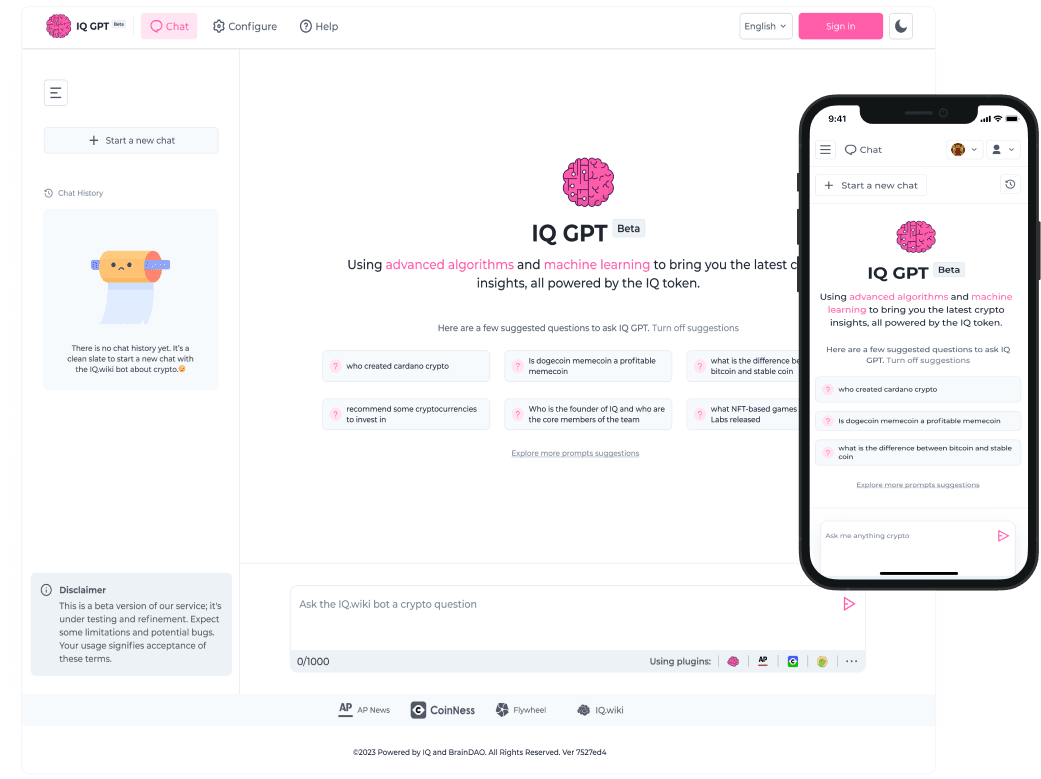 IQ GPT Beta
Chat
Configure
Help
English
Sign In
Start a new chat
Chat History
There is no chat history yet. It's a
clean slate to start a new chat with
the IQ.wiki bot about crypto.
Disclaimer
This is a beta version of our service; it's
under testing and refinement. Expect
some limitations and potential bugs.
Your usage signifies acceptance of
these terms.
IQ GPT Beta
Using advanced algorithms and machine learning to bring you the latest c
insights, all powered by the IQ token.
Here are a few suggested questions to ask IQ GPT. Turn off suggestions
? who created cardano crypto
? Is dogecoin memecoin a profitable
memecoin
? what is the difference be
bitcoin and stable coin
? recommend some cryptocurrencies
to invest in
? Who is the founder of IQ and who are
the core members of the team
? what NFT-based games
Labs released
Explore more prompts suggestions
Ask the IQ.wiki bot a crypto question
0/1000
Using plugins:
AP
AP AP News
CoinNess
Flywheel
IQ.wiki
©2023 Powered by IQ and BrainDAO. All Rights Reserved. Ver 7527ed4
9:41
Chat
Start a new chat
IQ GPT Beta
Using advanced algorithms and machine
learning to bring you the latest crypto
insights, all powered by the IQ token.
Here are a few suggested questions to ask IQ
GPT. Turn off suggestions
? who created cardano crypto
? Is dogecoin memecoin a profitable memecoin
? what is the difference between bitcoin and stable
coin
Explore more prompts suggestions
Ask me anything crypto